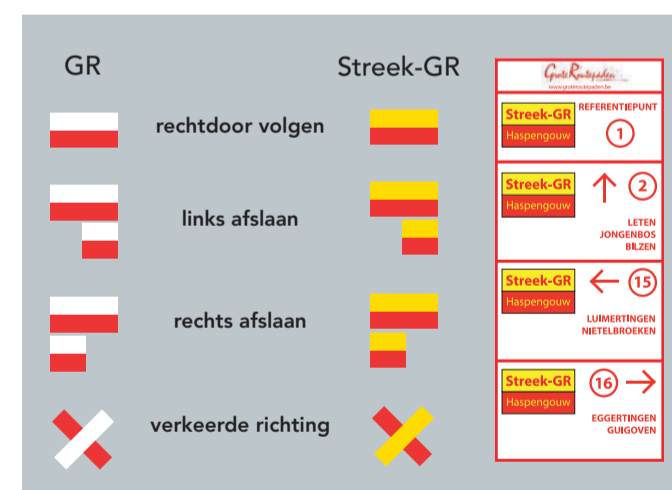 GR
Streek-GR
rechtdoor volgen
links afslaan
rechts afslaan
verkeerde richting
GroteRoutepaden
www.groteroutepaden.be
Streek-GR
Haspengouw
REFERENTIEPUNT
1
Streek-GR
Haspengouw
2
LETEN
JONGENBOS
BILZEN
Streek-GR
Haspengouw
15
LUIMERTINGEN
NIETELBROEKEN
Streek-GR
Haspengouw
16
EGGERTINGEN
GUIGOVEN